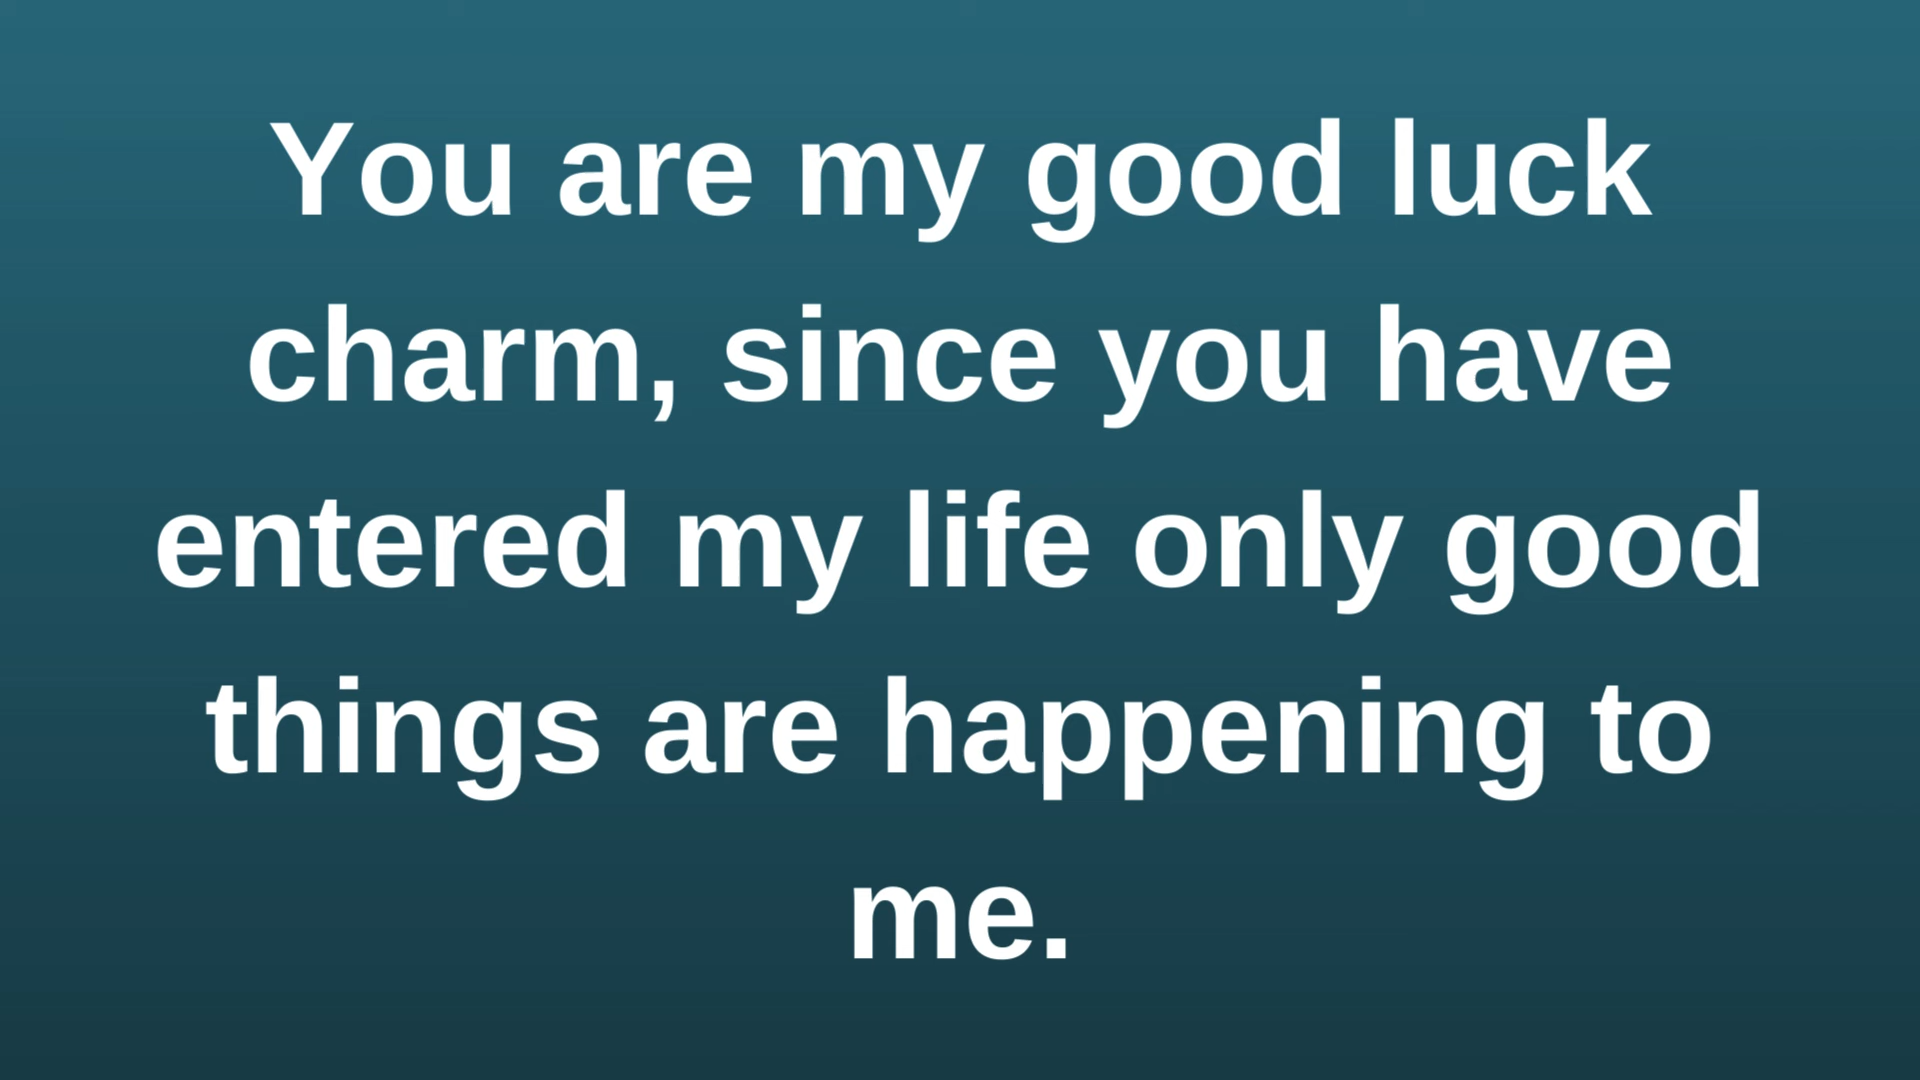 You are my good luck
charm, since you have
entered my life only good
things are happening to
me.